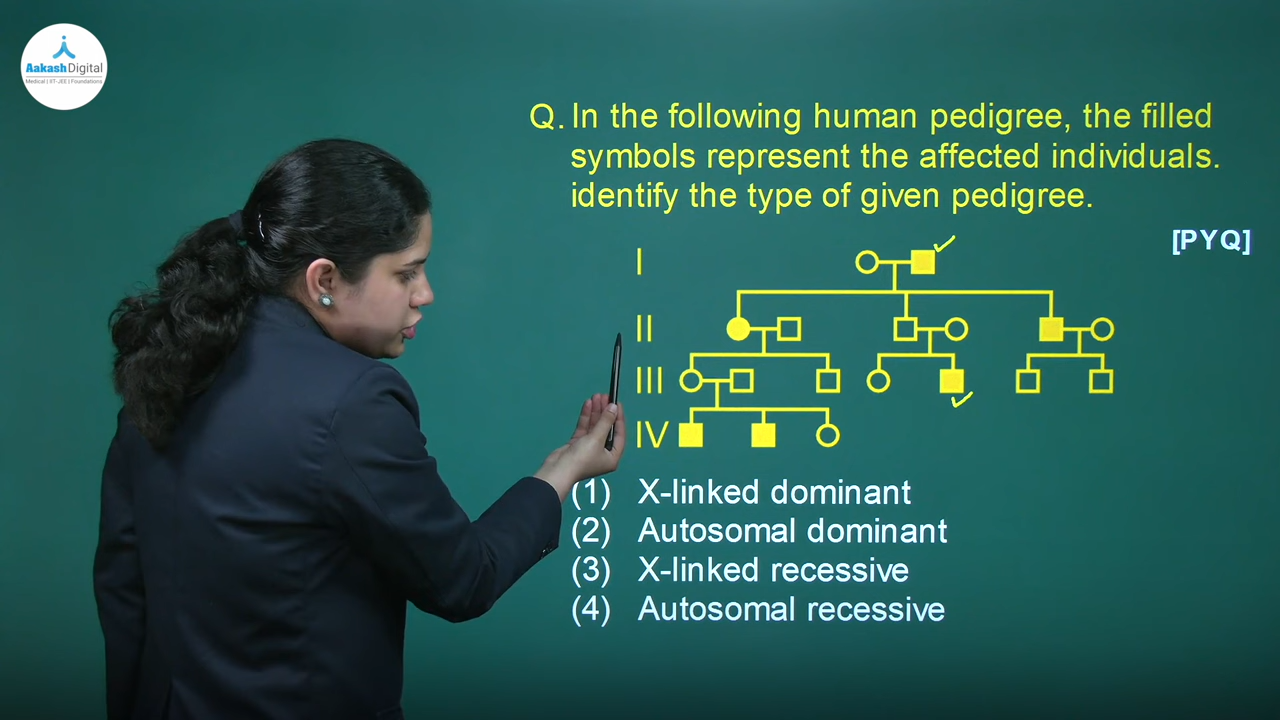 AakashDigital
Medical | IIT-JEE | Foundations
Q. In the following human pedigree, the filled
symbols represent the affected individuals.
identify the type of given pedigree.
[PYQ]
I
II
III
IV
(1) X-linked dominant
(2) Autosomal dominant
(3) X-linked recessive
(4) Autosomal recessive